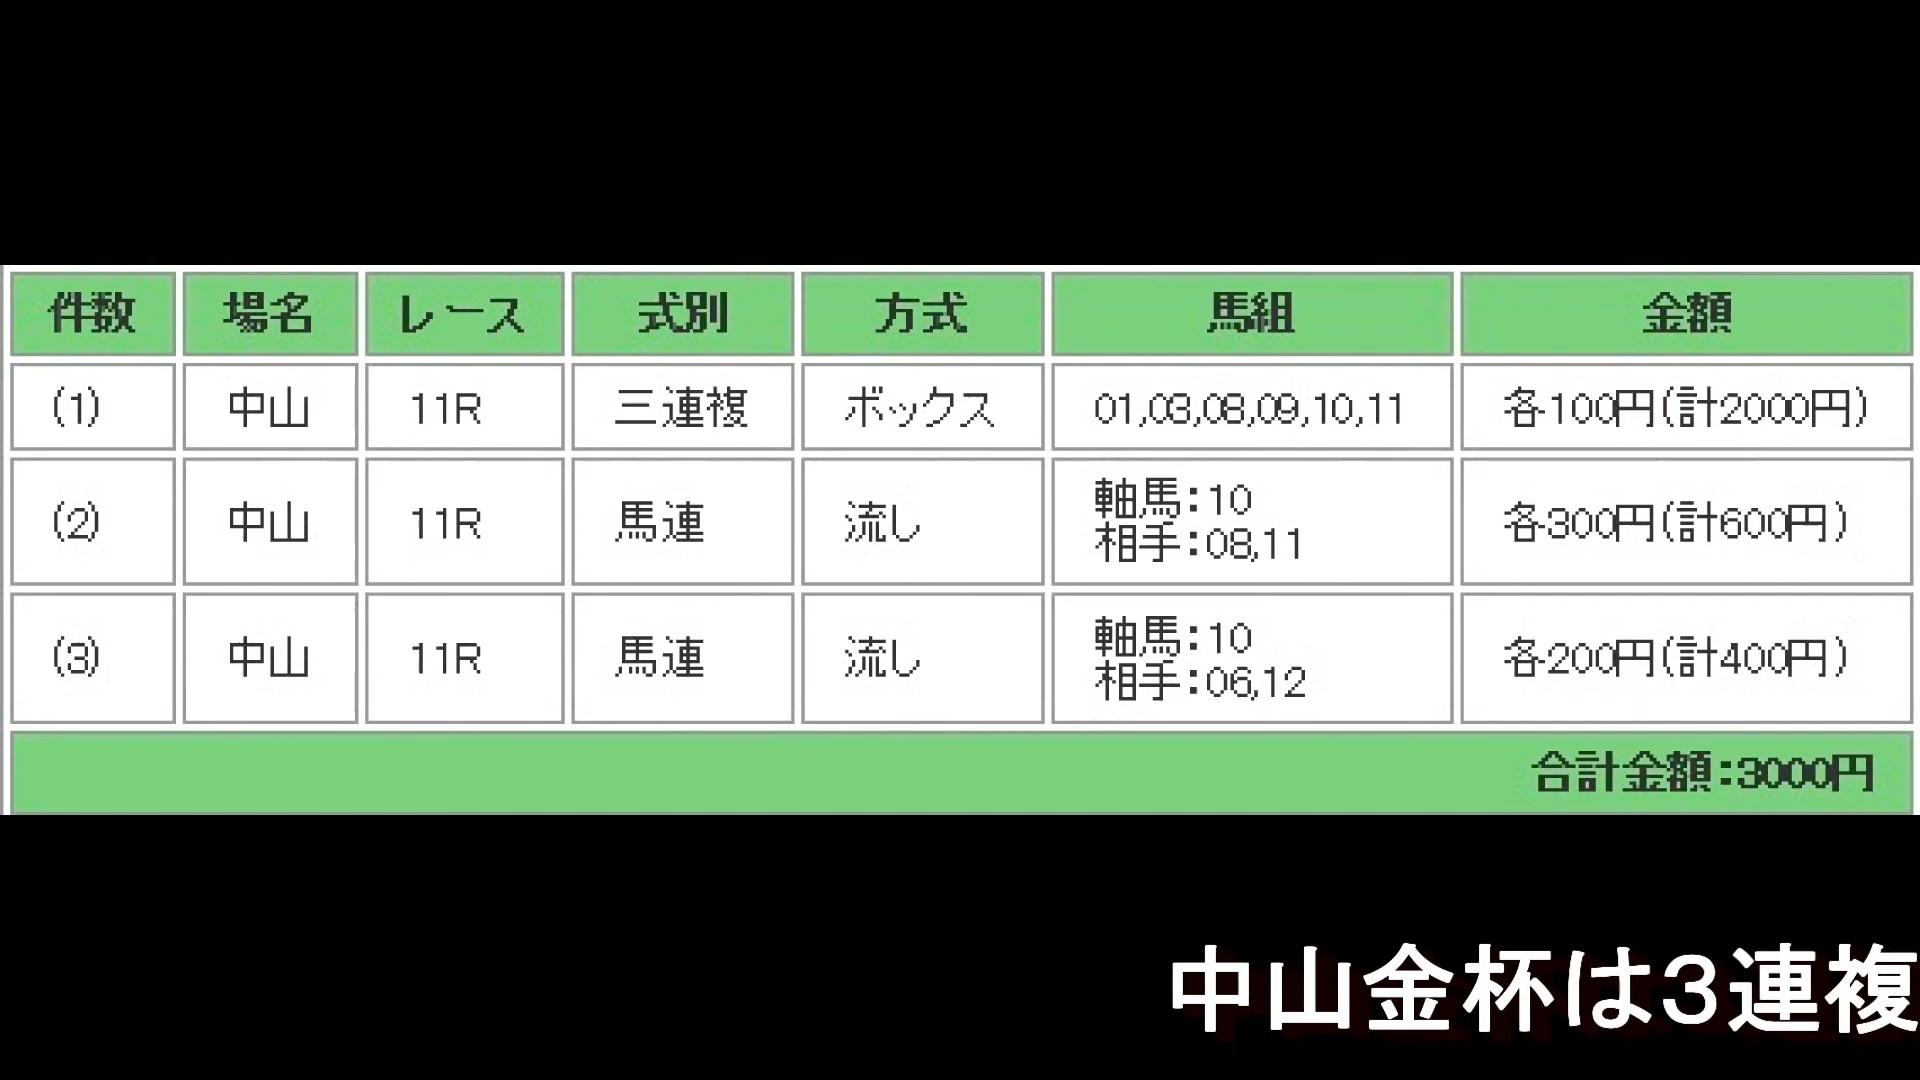 件数 場名 レース 式別 方式 馬組 金額
(1) 中山 11R 三連複 ボックス 01,03,08,09,10,11 各100円(計2000円)
(2) 中山 11R 馬連 流し 軸馬:10
相手:08,11 各300円(計600円)
(3) 中山 11R 馬連 流し 軸馬:10
相手:06,12 各200円(計400円)
合計金額:3000円
中山金杯は3連複